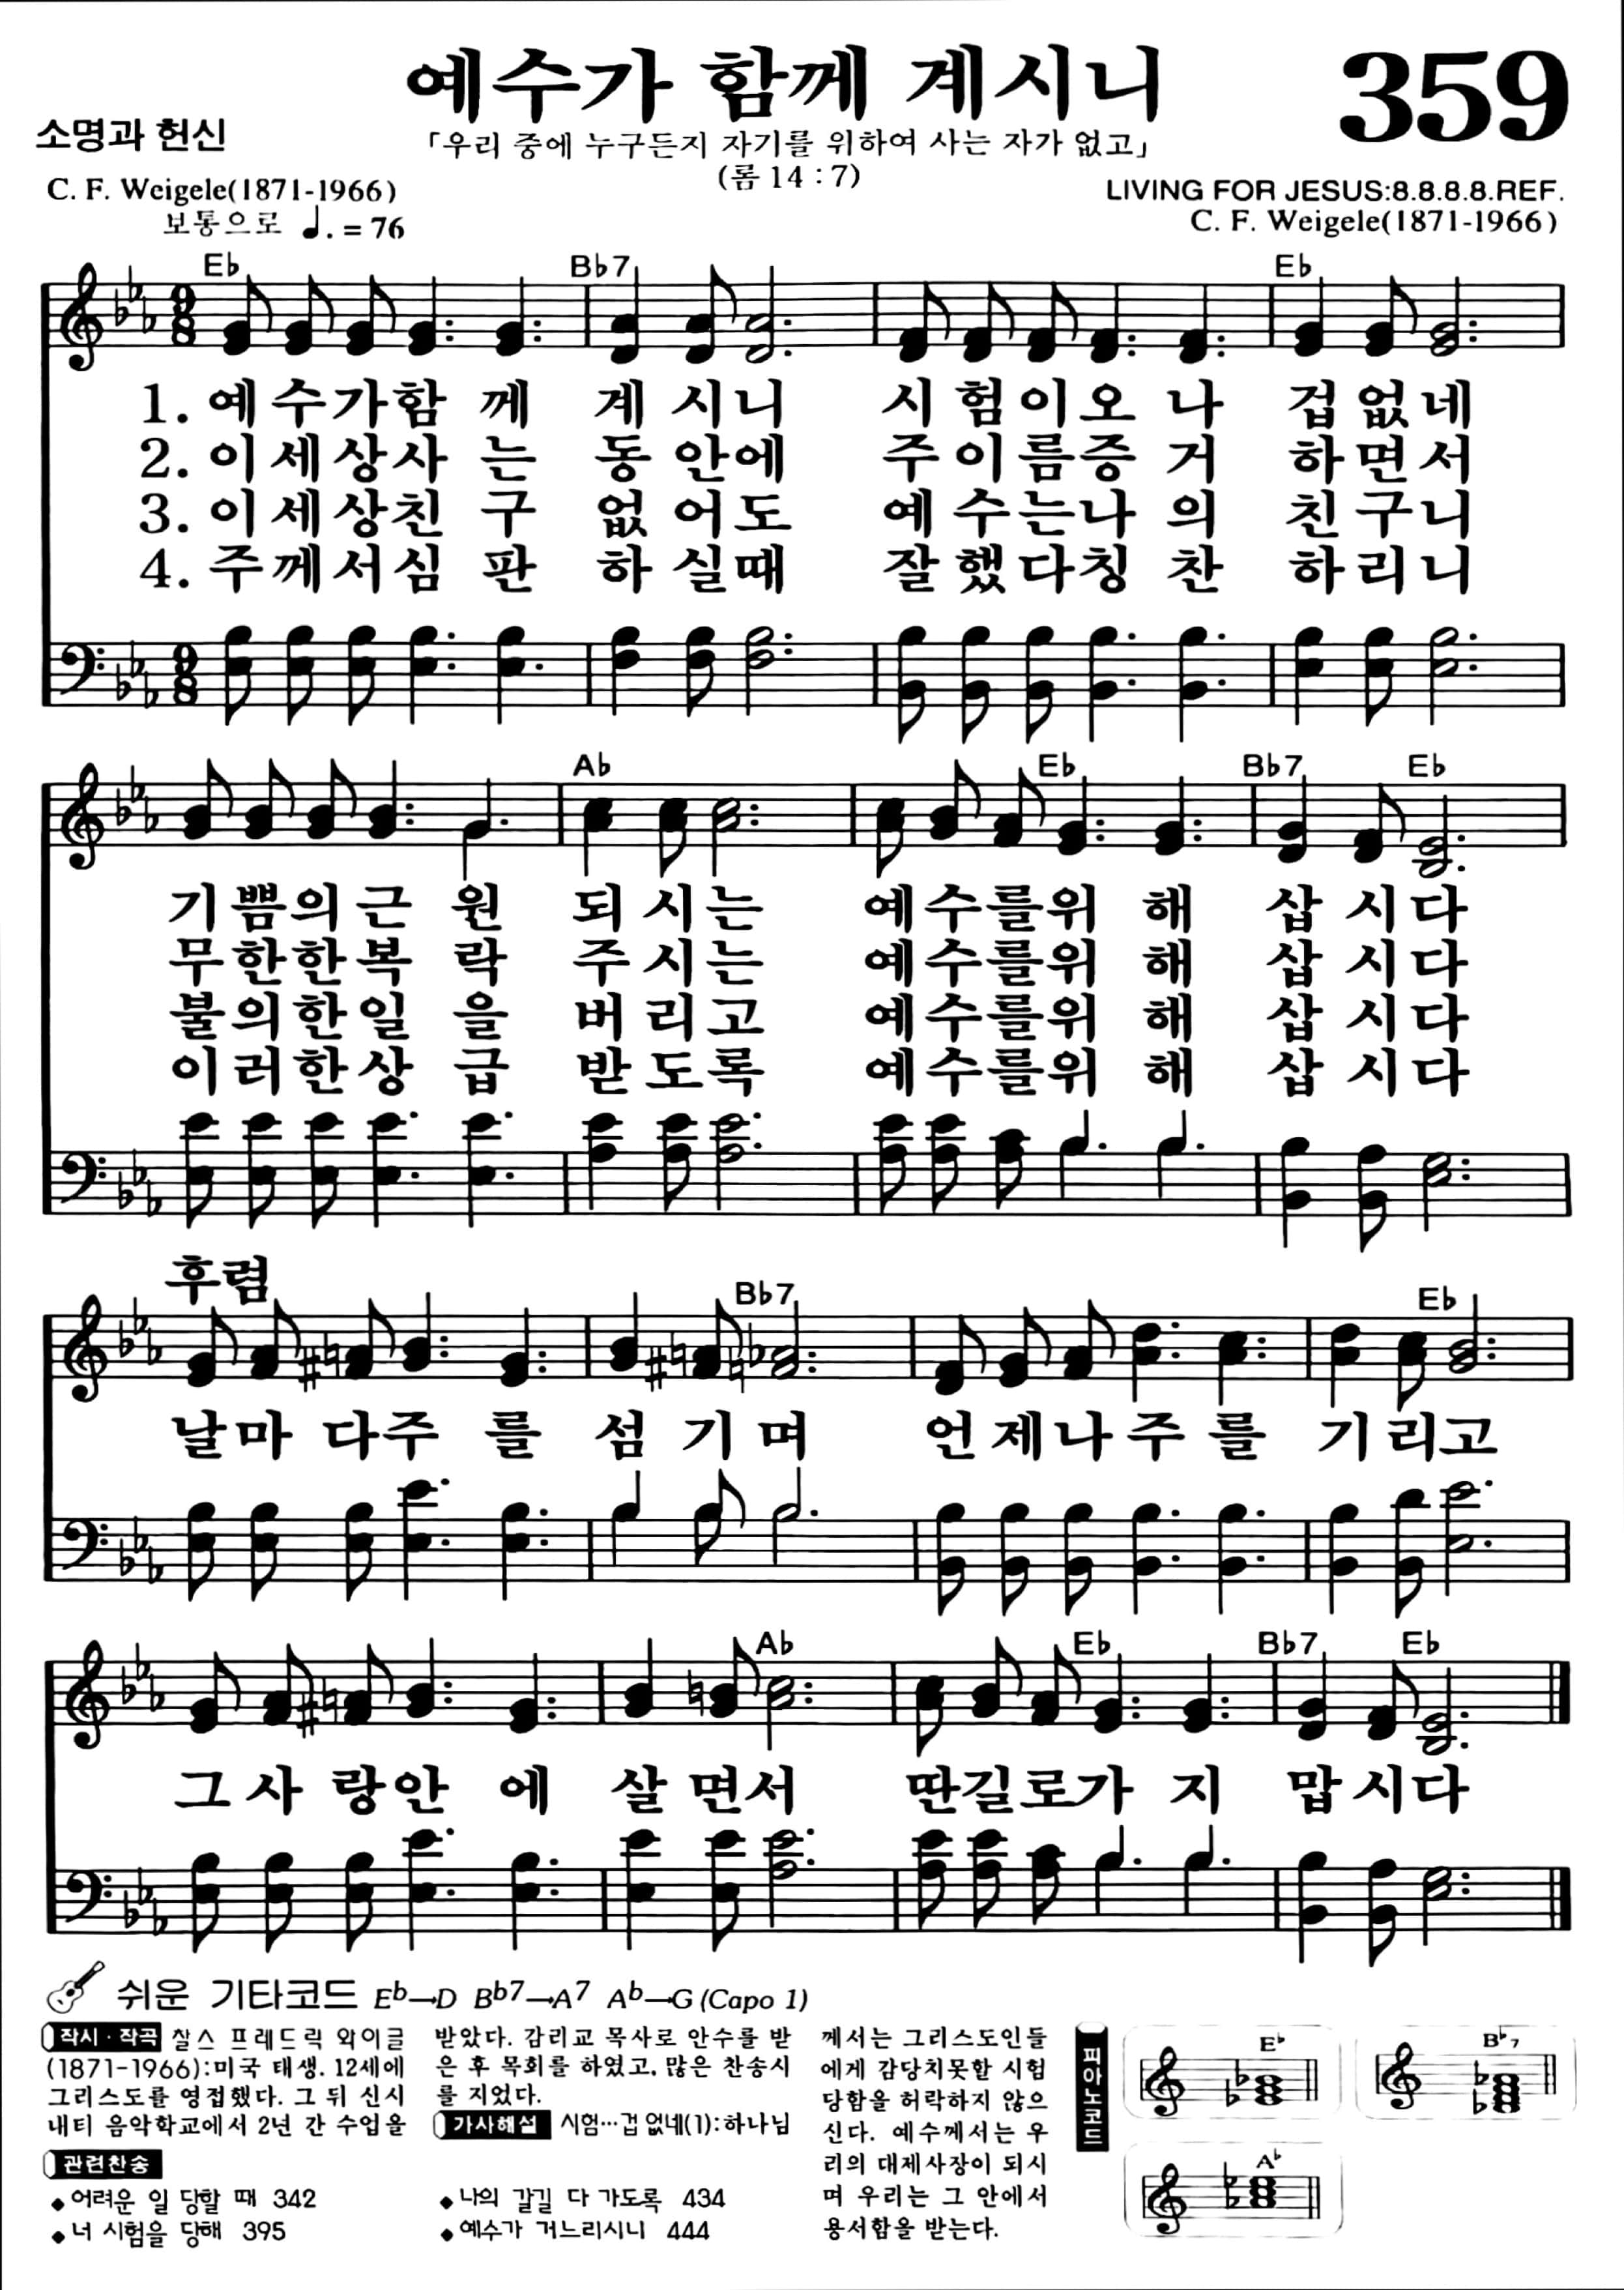 예수가 함께 계시니
359
소명과 헌신
「우리 중에 누구든지 자기를 위하여 사는 자가 없고」
(롬 14 : 7)
C. F. Weigele(1871-1966)
LIVING FOR JESUS:8.8.8.8.REF.
보통으로 ♩. = 76
C. F. Weigele(1871-1966)
E♭ B♭7 E♭
1. 예수가함 께 계 시니 시험이오 나 겁없네
2. 이세상사 는 동 안에 주이름증 거 하면서
3. 이세상친 구 없 어도 예수는나 의 친구니
4. 주께서심 판 하 실때 잘했다칭 찬 하리니
A♭ E♭ B♭7 E♭
기쁨의근 원 되시는 예수를위 해 삽 시다
무한한복 락 주시는 예수를위 해 삽 시다
불의한일 을 버리고 예수를위 해 삽 시다
이러한상 급 받도록 예수를위 해 삽 시다
후렴
B♭7 E♭
날마 다주 를 섬 기 며 언제나주 를 기리고
A♭ E♭ B♭7 E♭
그사 랑안 에 살 면서 딴길로가 지 맙시다
쉬운 기타코드 E♭→D B♭7→A7 A♭→G (Capo 1)
작시·작곡 찰스 프레드릭 와이글
(1871-1966):미국 태생. 12세에
그리스도를 영접했다. 그 뒤 신시
내티 음악학교에서 2년 간 수업을
받았다. 감리교 목사로 안수를 받
은 후 목회를 하였고, 많은 찬송시
를 지었다.
가사해설 시험…겁 없네(1):하나님
께서는 그리스도인들
에게 감당치못할 시험
당함을 허락하지 않으
신다. 예수께서는 우
리의 대제사장이 되시
며 우리는 그 안에서
용서함을 받는다.
관련찬송
◆어려운 일 당할 때 342
◆너 시험을 당해 395
◆나의 갈길 다 가도록 434
◆예수가 거느리시니 444
피아노코드
E♭
B♭7
A♭